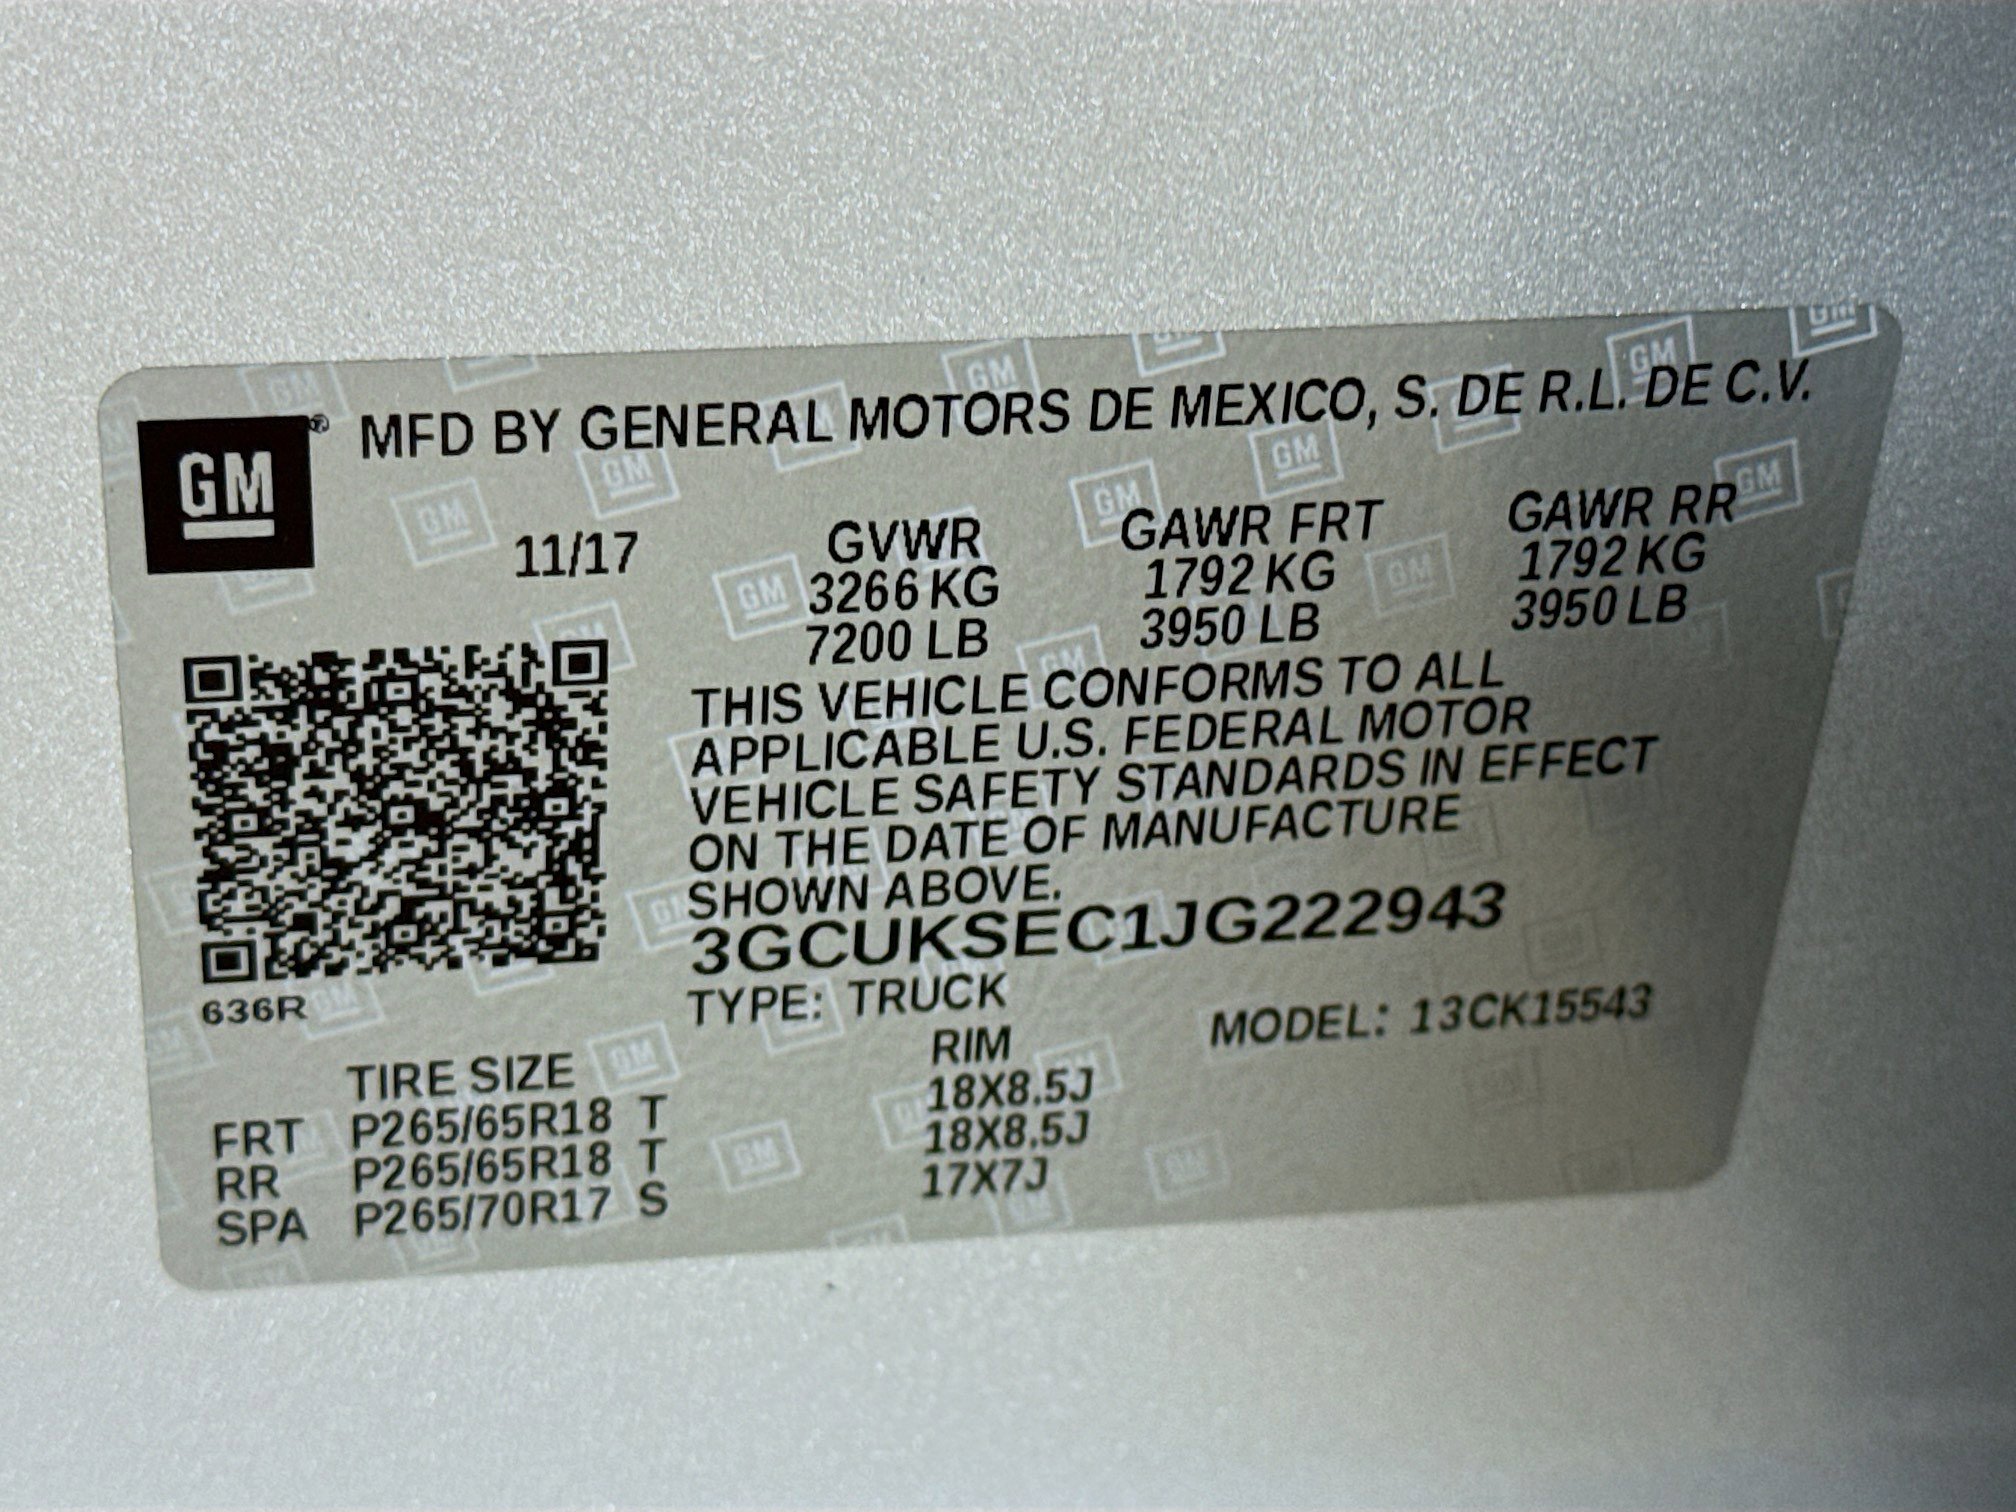 GM® MFD BY GENERAL MOTORS DE MEXICO, S. DE R.L. DE C.V.
11/17 GVWR GAWR FRT GAWR RR
3266 KG 1792 KG 1792 KG
7200 LB 3950 LB 3950 LB
THIS VEHICLE CONFORMS TO ALL
APPLICABLE U.S. FEDERAL MOTOR
VEHICLE SAFETY STANDARDS IN EFFECT
ON THE DATE OF MANUFACTURE
SHOWN ABOVE.
3GCUKSEC1JG222943
636R
TYPE: TRUCK MODEL: 13CK15543
TIRE SIZE RIM
FRT P265/65R18 T 18X8.5J
RR P265/65R18 T 18X8.5J
SPA P265/70R17 S 17X7J